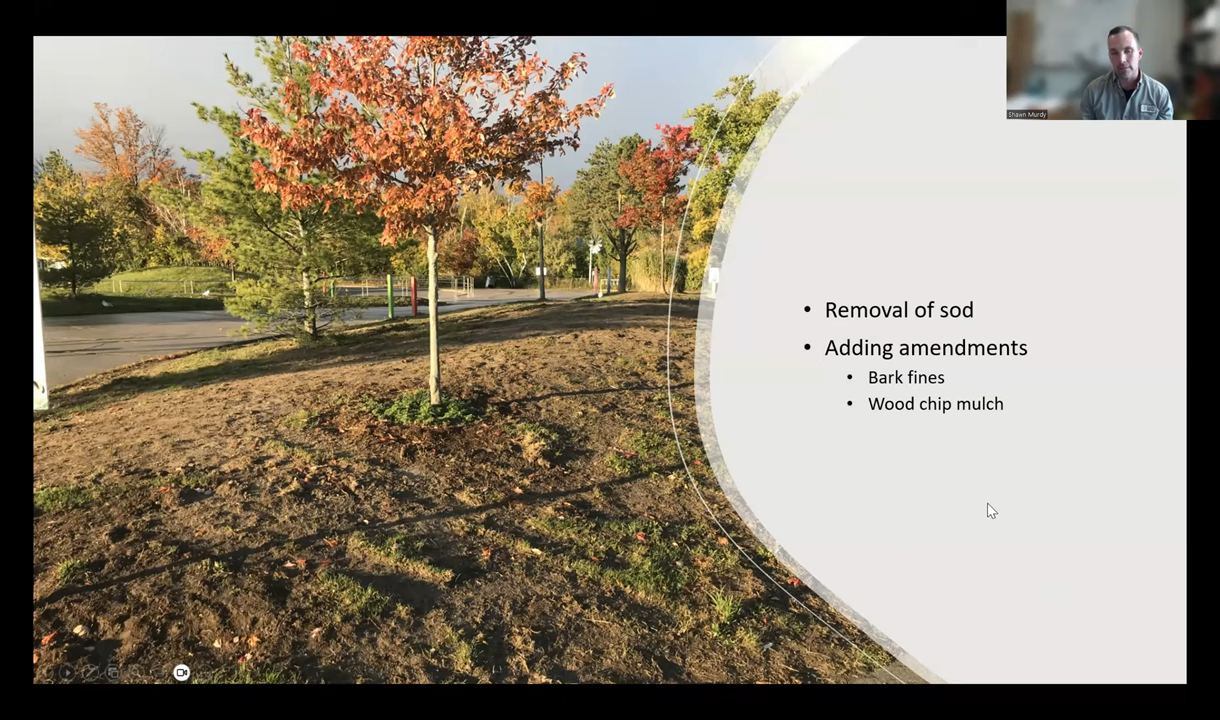 Shawn Murdy
• Removal of sod
• Adding amendments
• Bark fines
• Wood chip mulch